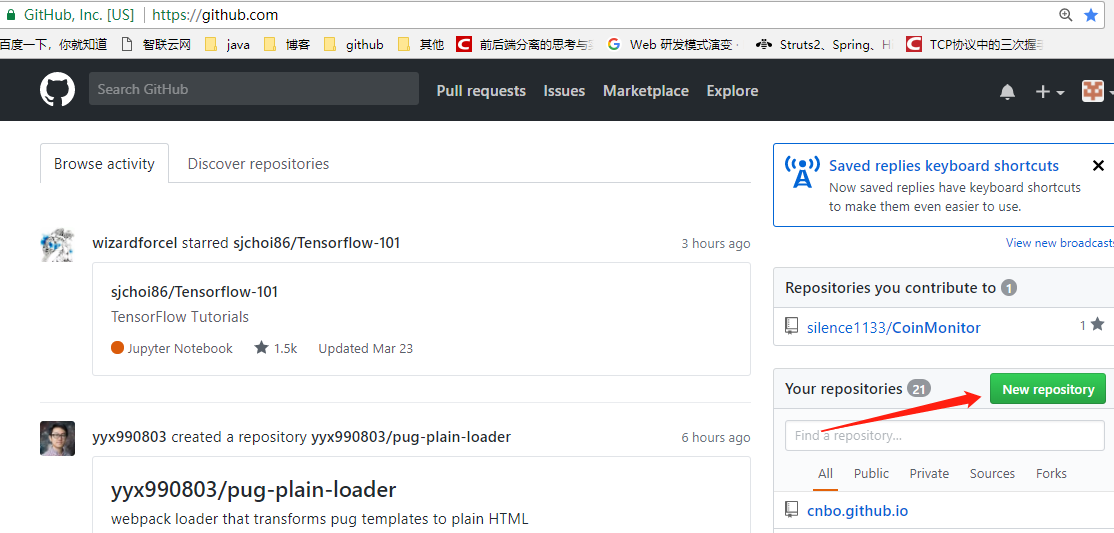 GitHub, Inc. [US] https://github.com
百度一下，你就知道 智联云网 java 博客 github 其他 前后端分离的思考与 Web 研发模式演变 · Struts2、Spring、H TCP协议中的三次握
Search GitHub Pull requests Issues Marketplace Explore
Browse activity Discover repositories
Saved replies keyboard shortcuts
Now saved replies have keyboard shortcuts
to make them even easier to use.
View new broadcasts
wizardforcel starred sjchoi86/Tensorflow-101 3 hours ago
sjchoi86/Tensorflow-101
TensorFlow Tutorials
Jupyter Notebook 1.5k Updated Mar 23
Repositories you contribute to 1
silence1133/CoinMonitor 1
Your repositories 21 New repository
Find a repository...
All Public Private Sources Forks
cnbo.github.io
yyx990803 created a repository yyx990803/pug-plain-loader 6 hours ago
yyx990803/pug-plain-loader
webpack loader that transforms pug templates to plain HTML